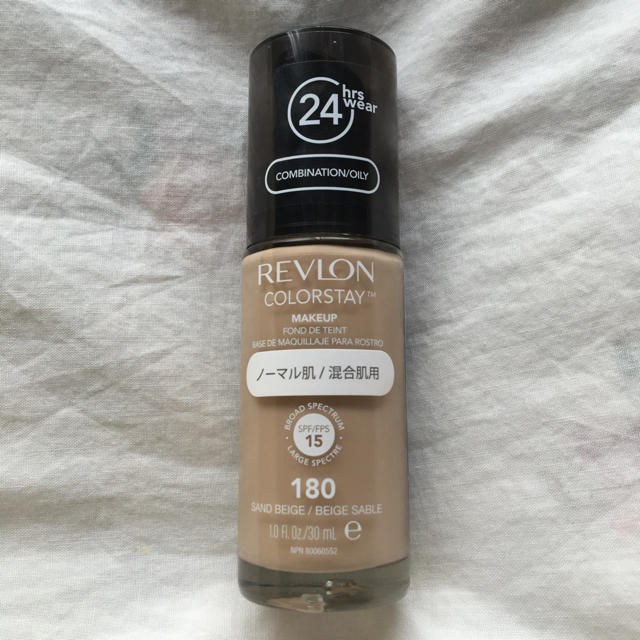 24 hrs
wear
COMBINATION/OILY
REVLON
COLORSTAY™
MAKEUP
FOND DE TEINT
BASE DE MAQUILLAJE PARA ROSTRO
ノーマル肌 / 混合肌用
BROAD SPECTRUM
SPF/FPS
15
LARGE SPECTRE
180
SAND BEIGE / BEIGE SABLE
1.0 fl. Oz/30 mL e
NPN 80060552